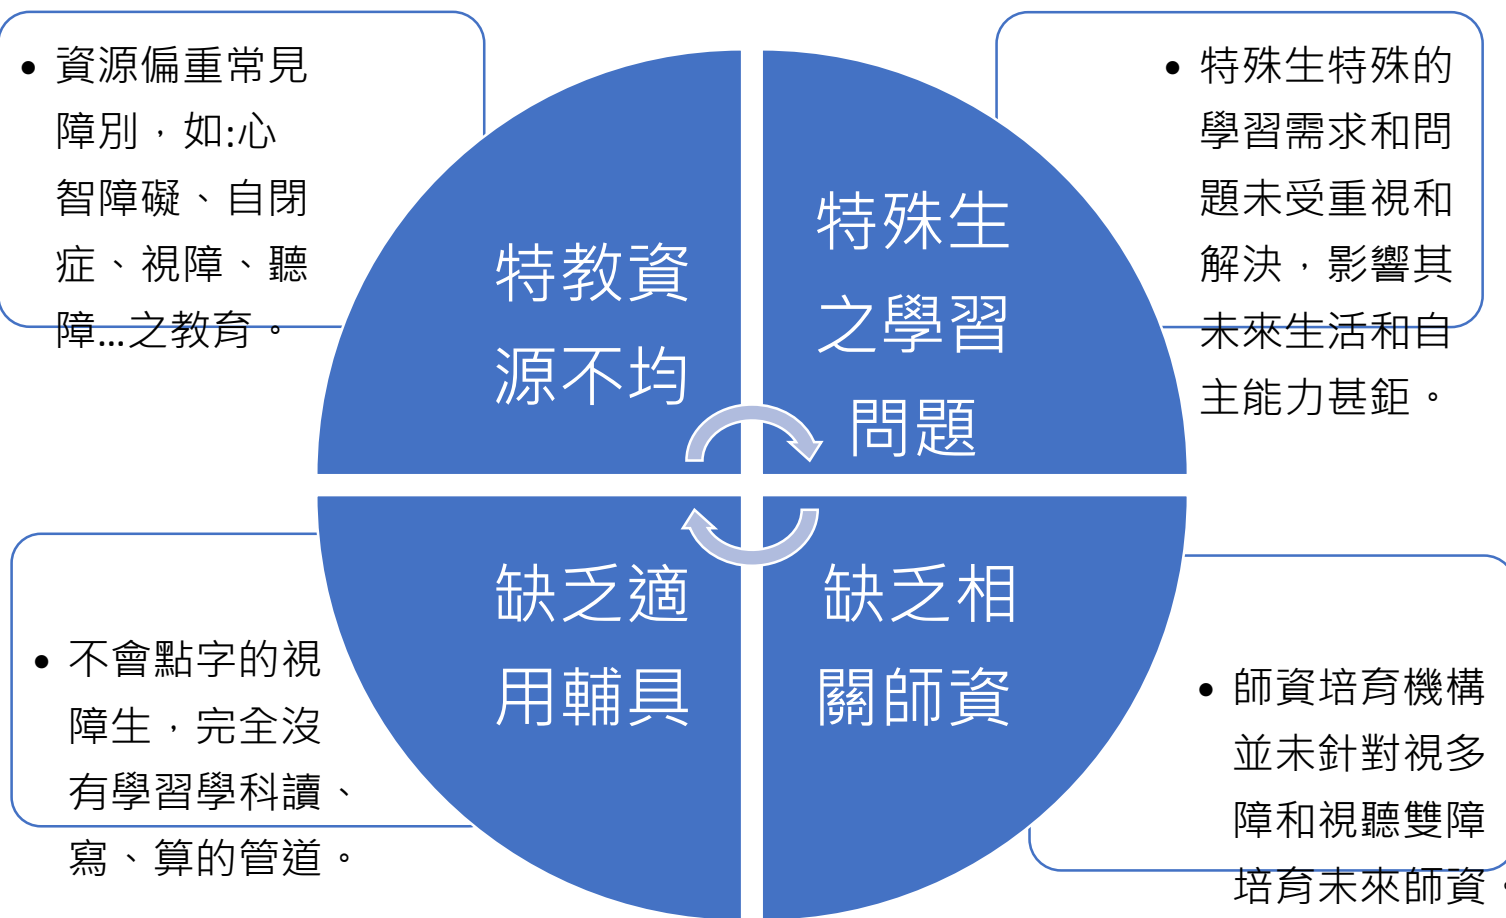 資源偏重常見
障別，如:心
智障礙、自閉
症、視障、聽
障…之教育。
特教資
源不均
特殊生
之學習
問題
特殊生特殊的
學習需求和問
題未受重視和
解決，影響其
未來生活和自
主能力甚鉅。
不會點字的視
障生，完全沒
有學習學科讀、
寫、算的管道。
缺乏適
用輔具
缺乏相
關師資
師資培育機構
並未針對視多
障和視聽雙障
培育未來師資。